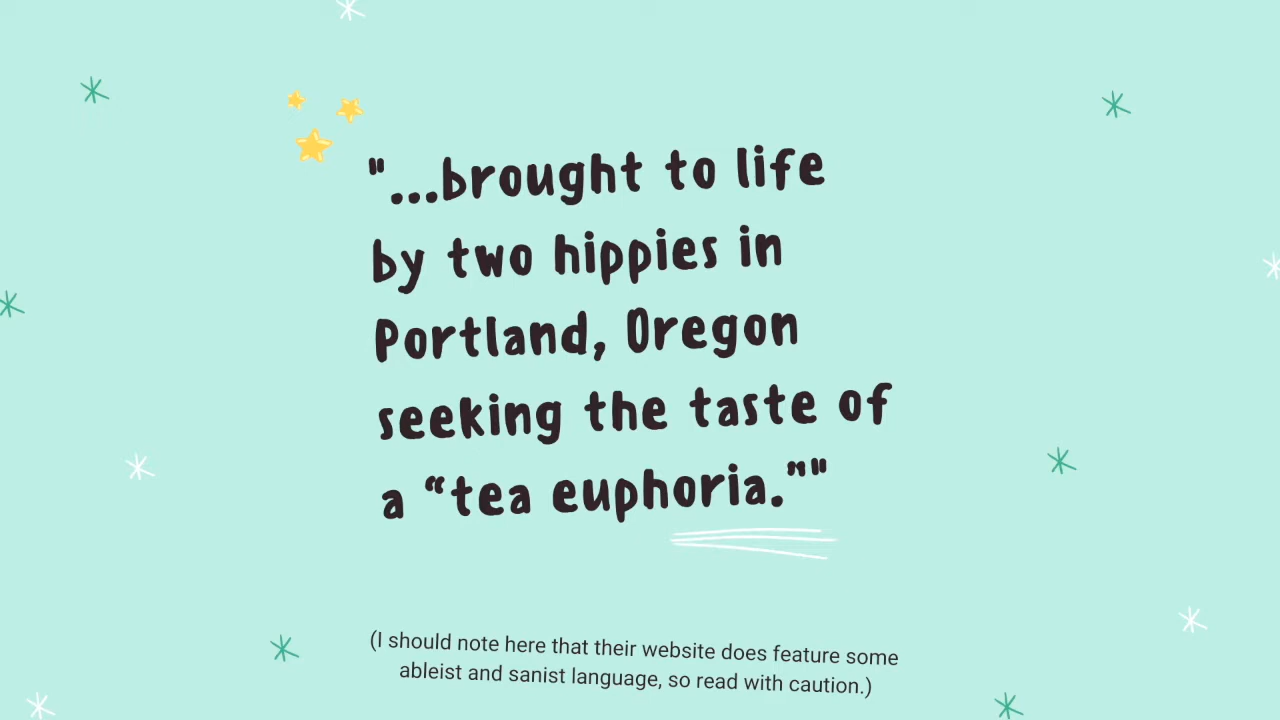 "...brought to life
by two hippies in
Portland, Oregon
seeking the taste of
a “tea euphoria.”"
(I should note here that their website does feature some
ableist and sanist language, so read with caution.)